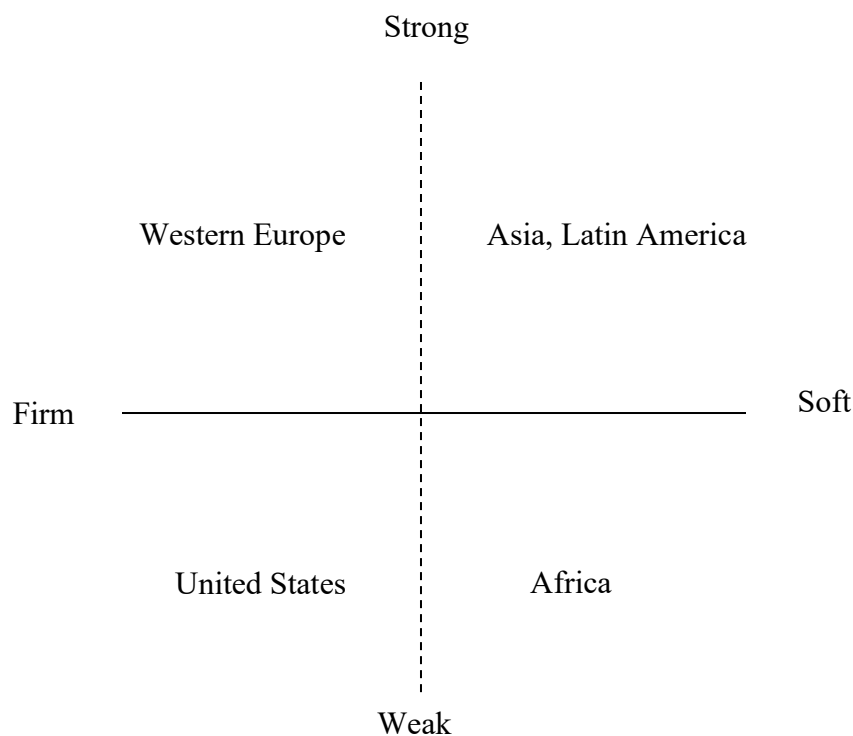 Strong
Western Europe
Asia, Latin America
Firm
Soft
United States
Africa
Weak